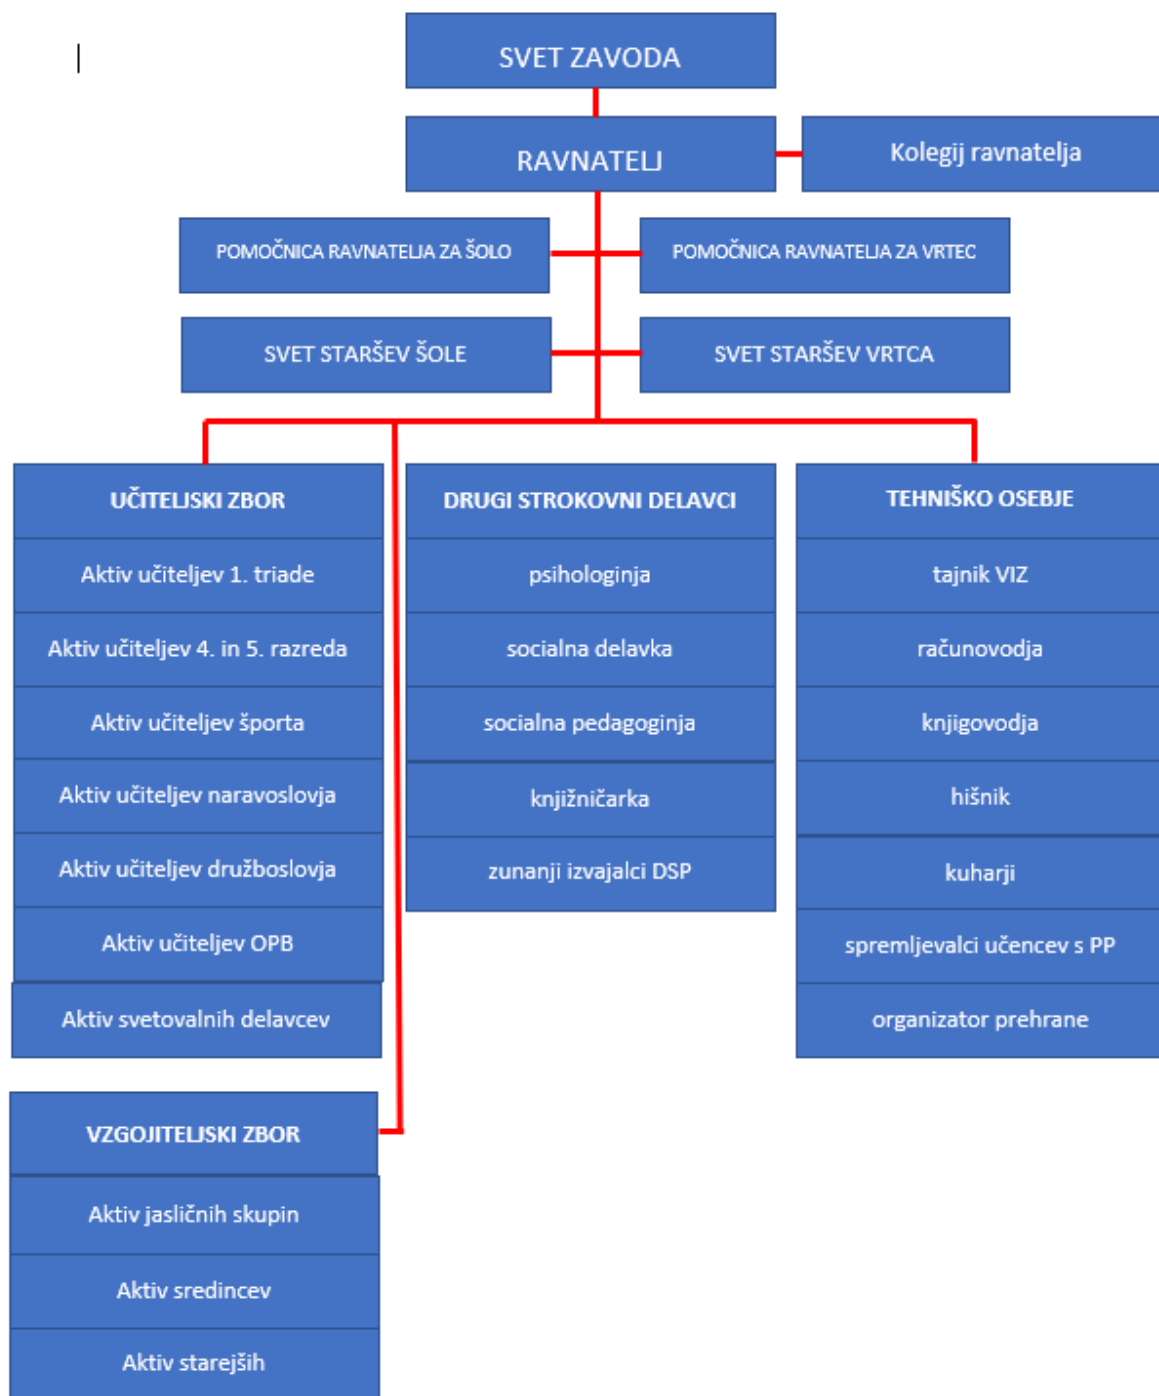 SVET ZAVODA
RAVNATELJ
Kolegij ravnatelja
POMOČNICA RAVNATELJA ZA ŠOLO
POMOČNICA RAVNATELJA ZA VRTEC
SVET STARŠEV ŠOLE
SVET STARŠEV VRTCA
UČITELJSKI ZBOR
Aktiv učiteljev 1. triade
Aktiv učiteljev 4. in 5. razreda
Aktiv učiteljev športa
Aktiv učiteljev naravoslovja
Aktiv učiteljev družboslovja
Aktiv učiteljev OPB
Aktiv svetovalnih delavcev
DRUGI STROKOVNI DELAVCI
psihologinja
socialna delavka
socialna pedagoginja
knjižničarka
zunanji izvajalci DSP
TEHNIŠKO OSEBJE
tajnik VIZ
računovodja
knjigovodja
hišnik
kuharji
spremljevalci učencev s PP
organizator prehrane
VZGOJITELJSKI ZBOR
Aktiv jasličnih skupin
Aktiv sredincev
Aktiv starejših